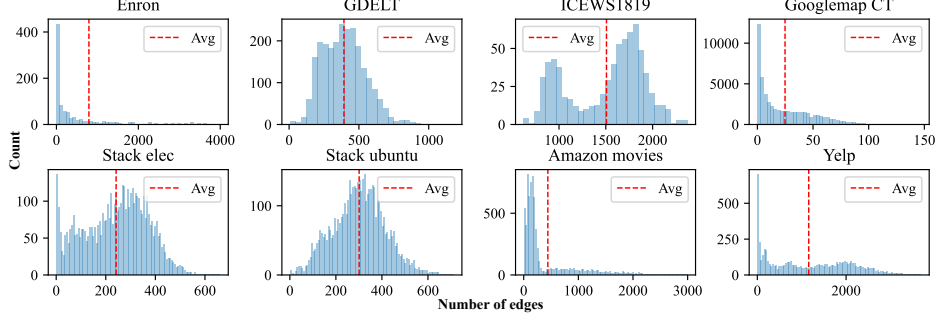 Enron GDELT ICEWS1819 Googlemap CT
400 200 0
Avg
0 2000 4000
200 100 0
Avg
0 500 1000
50 25 0
Avg
1000 1500 2000
10000 5000 0
Avg
0 50 100 150
Count
Stack elec Stack ubuntu Amazon movies Yelp
100 50 0
Avg
0 200 400 600
100 0
Avg
0 200 400 600
500 0
Avg
0 1000 2000 3000
500 250 0
Avg
0 2000
Number of edges